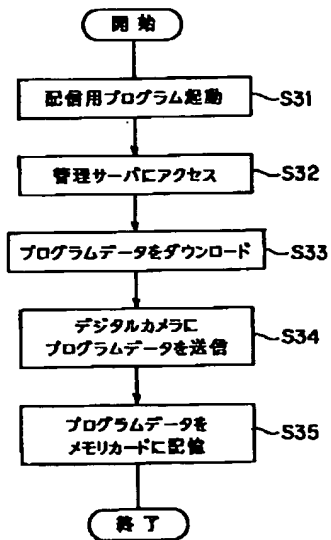 開始
配信用プログラム起動 S31
管理サーバにアクセス S32
プログラムデータをダウンロード S33
デジタルカメラに
プログラムデータを送信 S34
プログラムデータを
メモリカードに記憶 S35
終了